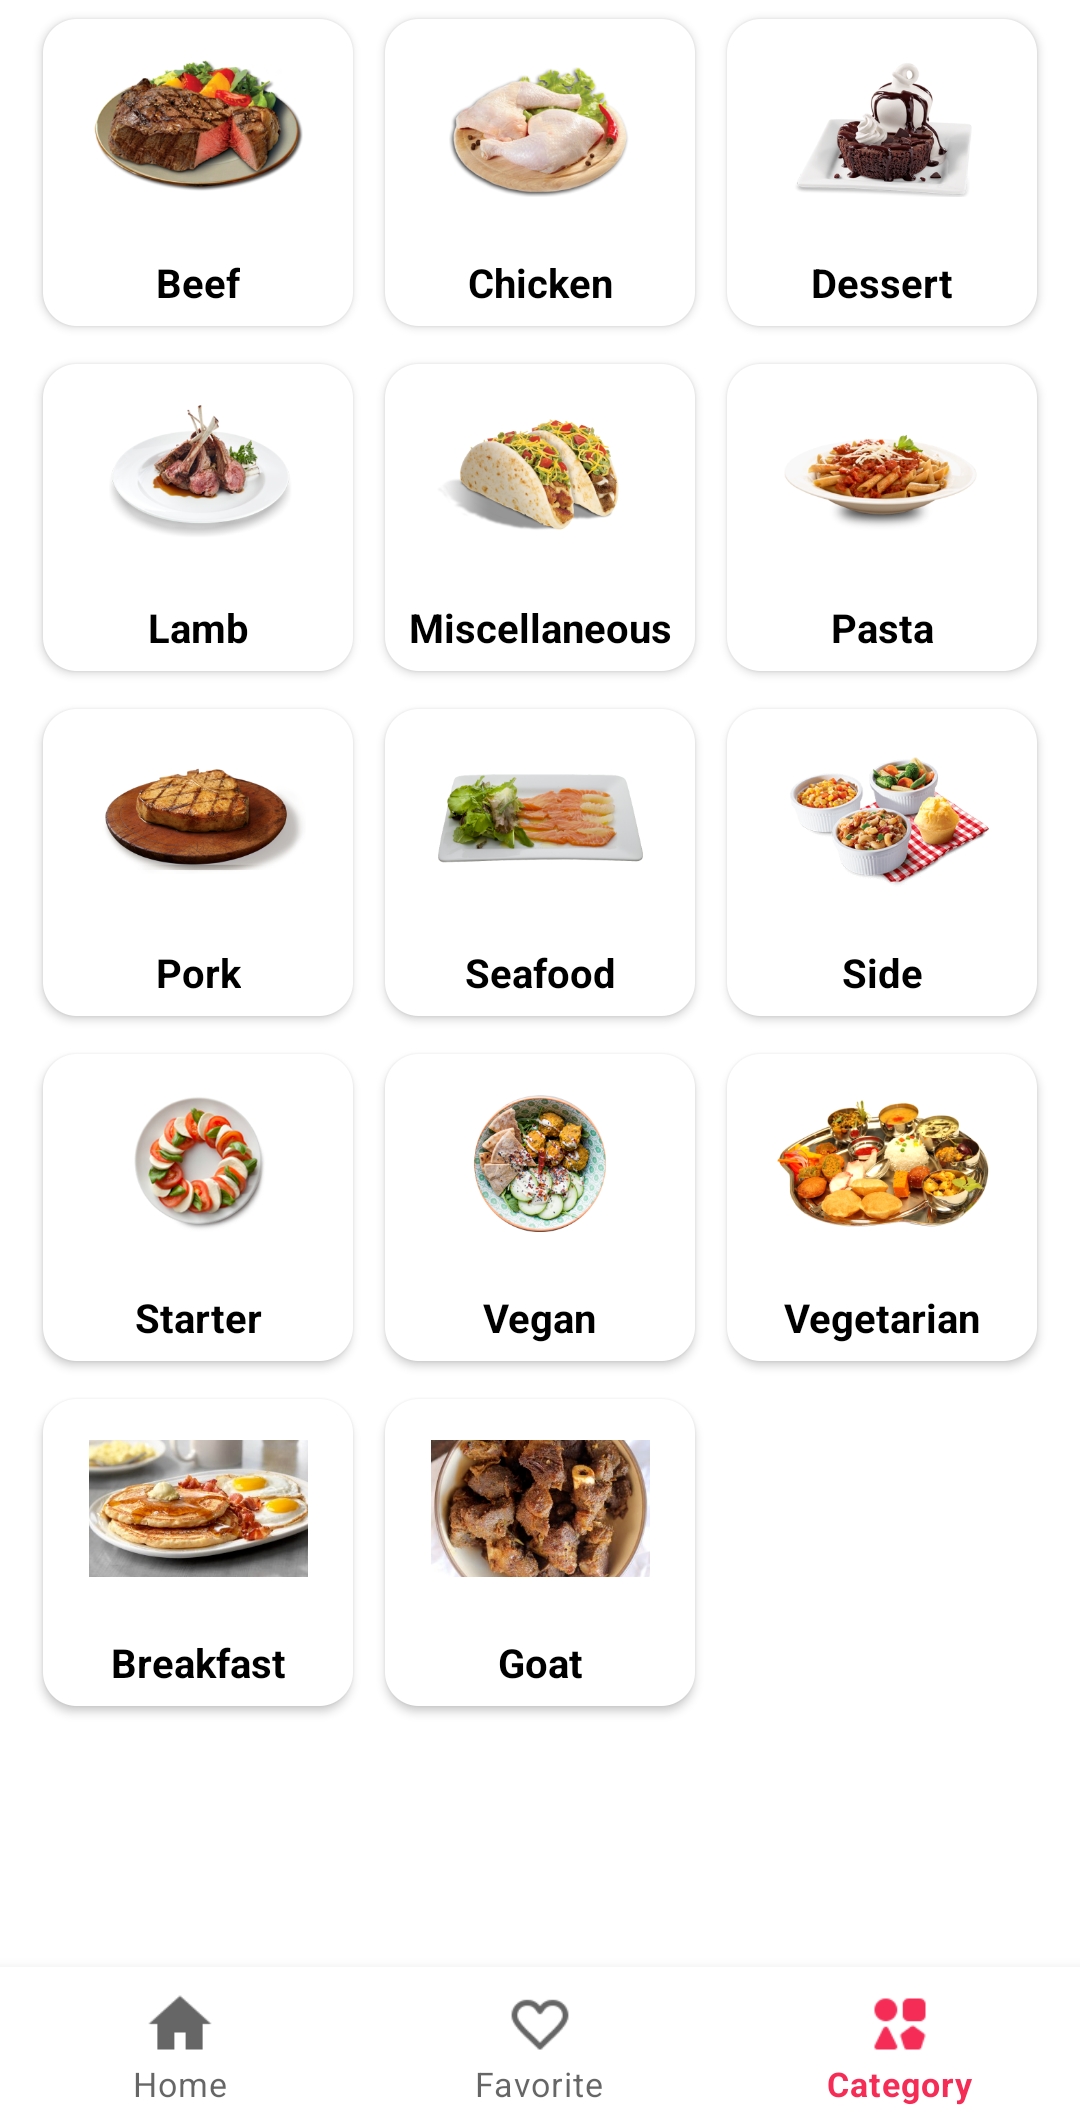 Beef
Chicken
Dessert
Lamb
Miscellaneous
Pasta
Pork
Seafood
Side
Starter
Vegan
Vegetarian
Breakfast
Goat
Home
Favorite
Category